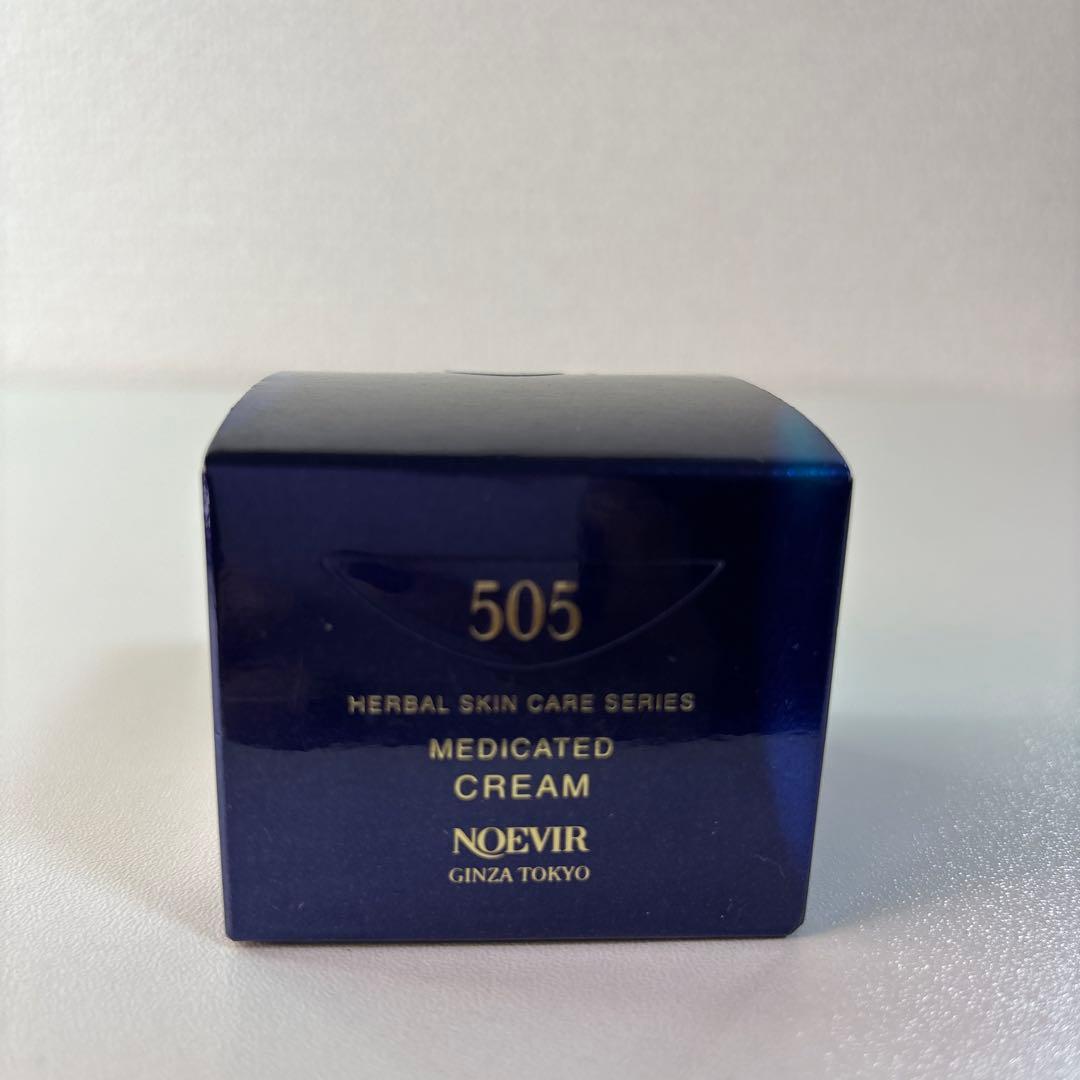 505
HERBAL SKIN CARE SERIES
MEDICATED
CREAM
NOEVIR
GINZA TOKYO